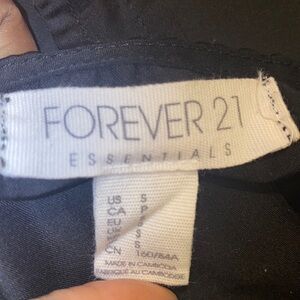 FOREVER 21
ESSENTIALS
US S
CA P
EU S
S
CN 160/84A
MADE IN CAMBODIA
FABRIQUÉ AU CAMBODGE